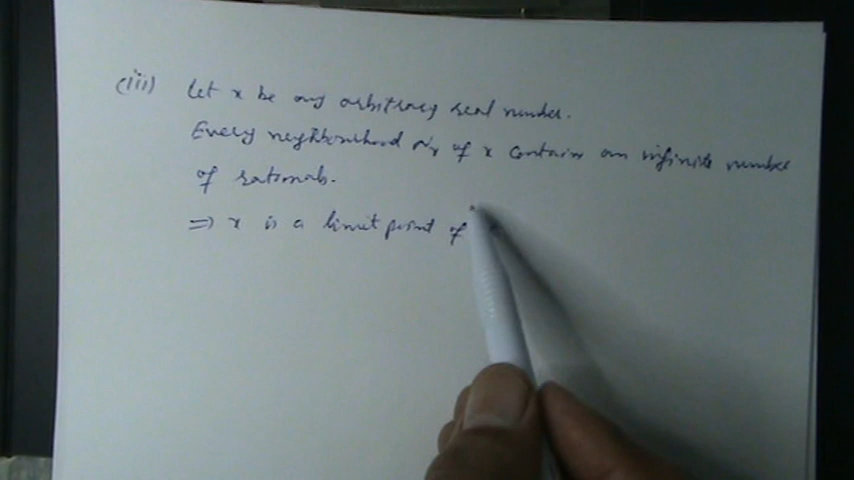 (iii) Let x be any arbitrary real number.
Every neighbourhood Nx of x contains an infinite number
of rationals.
⇒ x is a limit point of